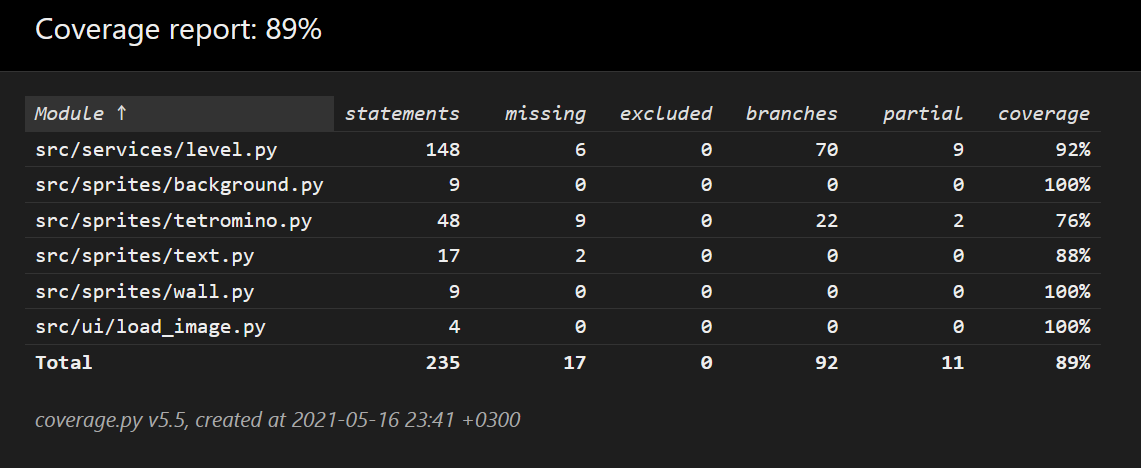 Coverage report: 89%
Module ↑ statements missing excluded branches partial coverage
src/services/level.py 148 6 0 70 9 92%
src/sprites/background.py 9 0 0 0 0 100%
src/sprites/tetromino.py 48 9 0 22 2 76%
src/sprites/text.py 17 2 0 0 0 88%
src/sprites/wall.py 9 0 0 0 0 100%
src/ui/load_image.py 4 0 0 0 0 100%
Total 235 17 0 92 11 89%
coverage.py v5.5, created at 2021-05-16 23:41 +0300